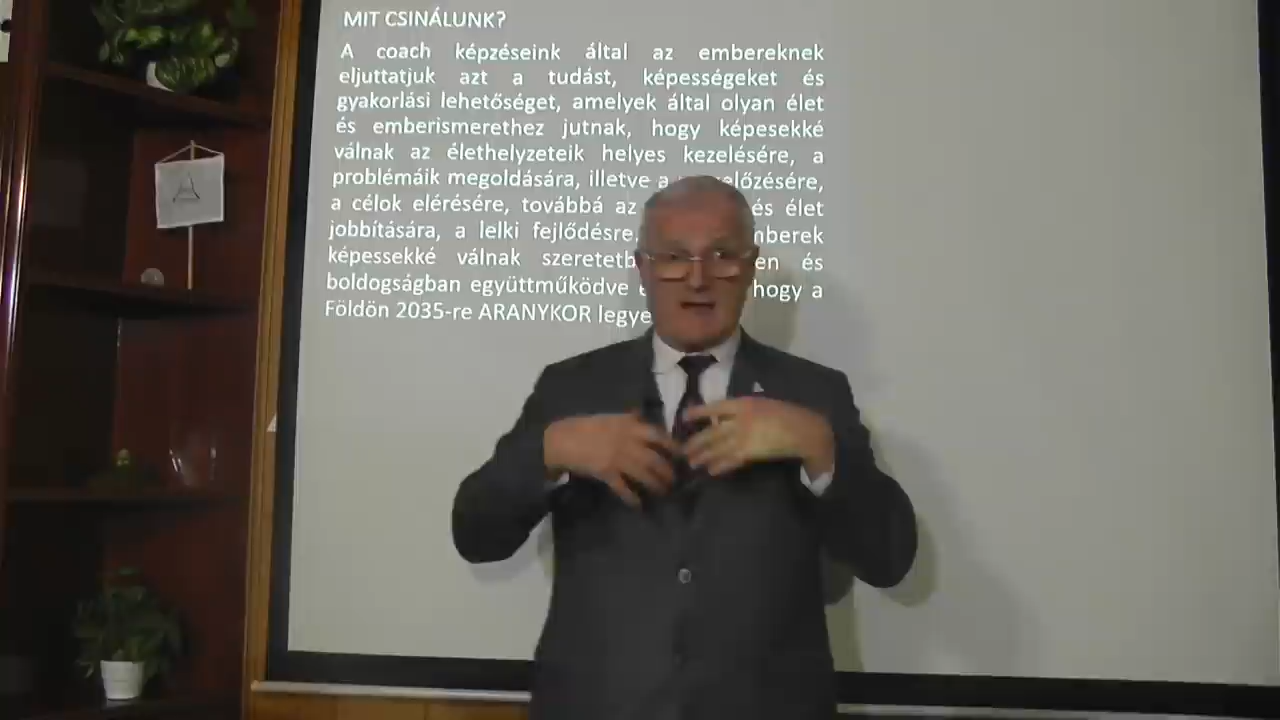 MIT CSINÁLUNK?
A coach képzéseink által az embereknek
eljuttatjuk azt a tudást, képességeket és
gyakorlási lehetőséget, amelyek által olyan élet
és emberismerethez jutnak, hogy képesekké
válnak az élethelyzeteik helyes kezelésére, a
problémáik megoldására, illetve a
a célok elérésére, továbbá az és élet
jobbítására, a lelki fejlődésre,
képessekké válnak és
boldogságban együttműködve hogy a
Földön 2035-re ARANYKOR